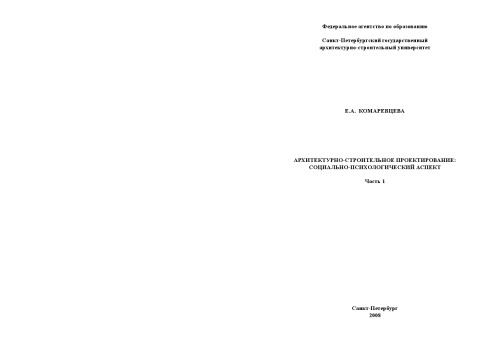 Федеральное агентство по образованию
Санкт-Петербургский государственный
архитектурно-строительный университет
Е.А. КОМАРЕВЦЕВА
АРХИТЕКТУРНО-СТРОИТЕЛЬНОЕ ПРОЕКТИРОВАНИЕ:
СОЦИАЛЬНО-ПСИХОЛОГИЧЕСКИЙ АСПЕКТ
Часть 1
Санкт-Петербург
2008